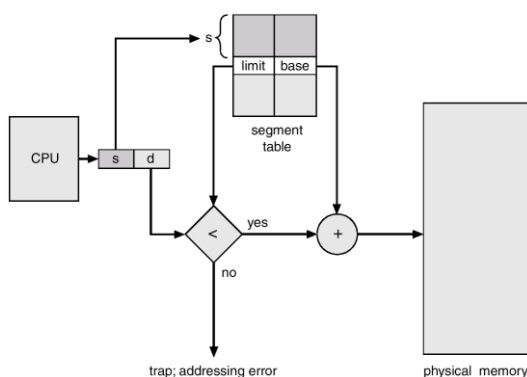 s
limit base
segment
table
CPU
s d
<
yes
+
no
trap; addressing error
physical memory